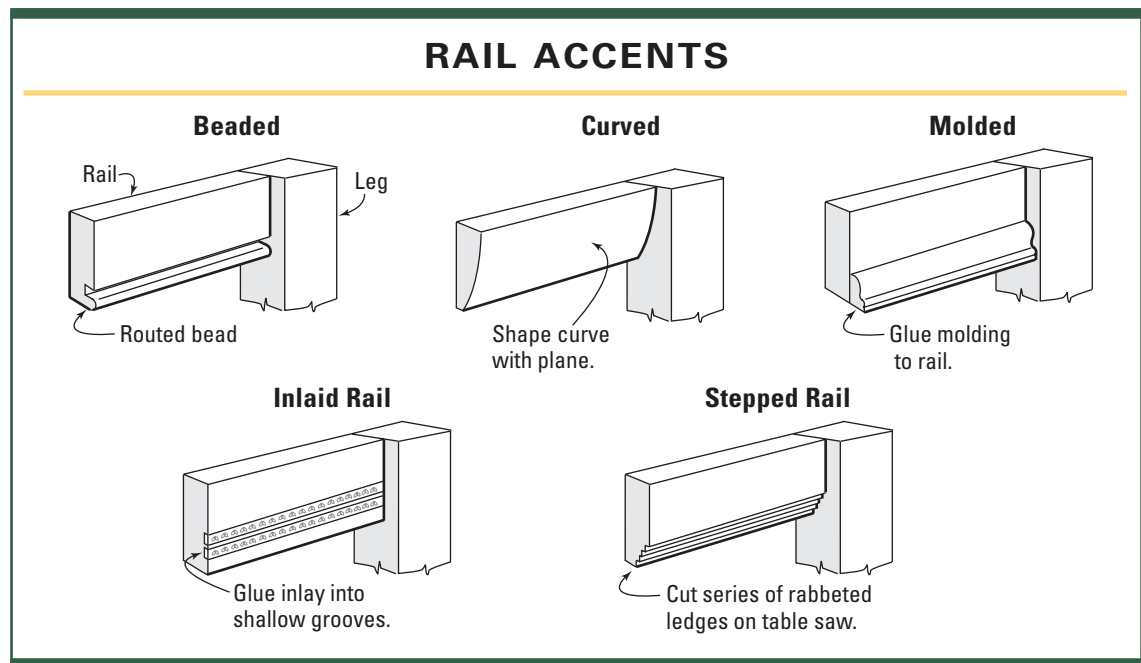 RAIL ACCENTS
Beaded
Rail
Leg
Routed bead
Curved
Shape curve
with plane.
Molded
Glue molding
to rail.
Inlaid Rail
Glue inlay into
shallow grooves.
Stepped Rail
Cut series of rabbeted
ledges on table saw.